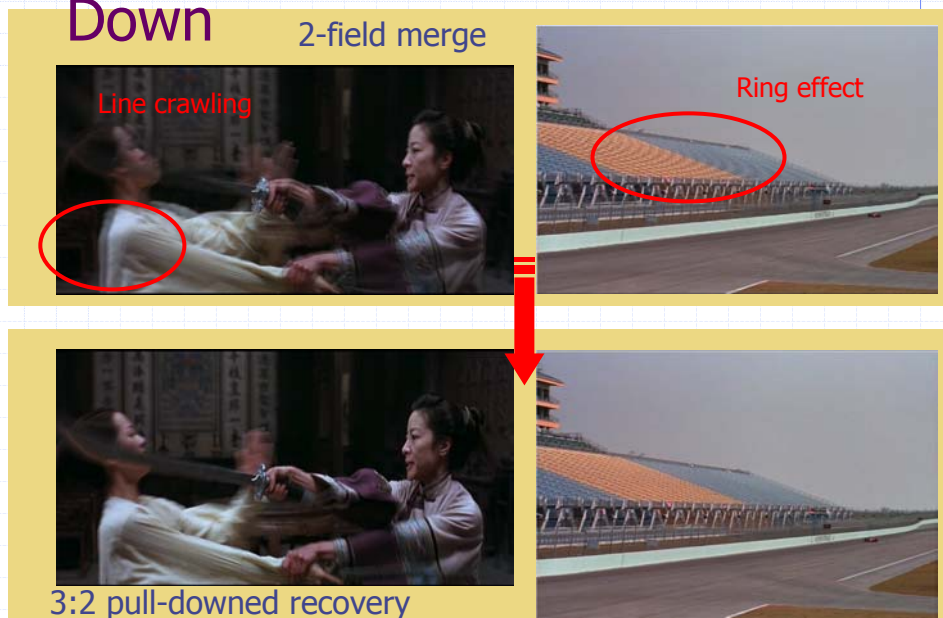 Down
2-field merge
Line crawling
Ring effect
3:2 pull-downed recovery